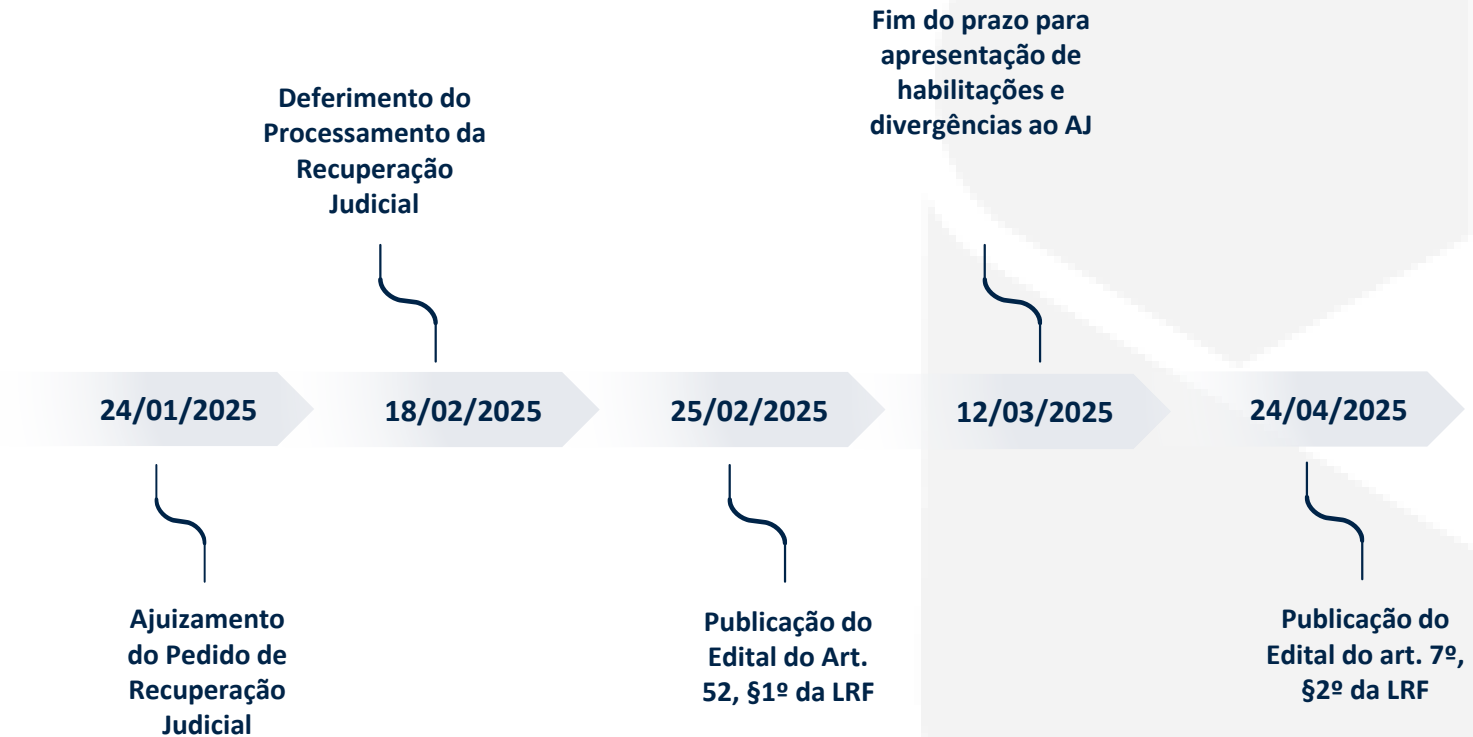 Fim do prazo para
apresentação de
habilitações e
divergências ao AJ
Deferimento do
Processamento da
Recuperação
Judicial
24/01/2025
18/02/2025
25/02/2025
12/03/2025
24/04/2025
Ajuizamento
do Pedido de
Recuperação
Judicial
Publicação do
Edital do Art.
52, §1º da LRF
Publicação do
Edital do art. 7º,
§2º da LRF